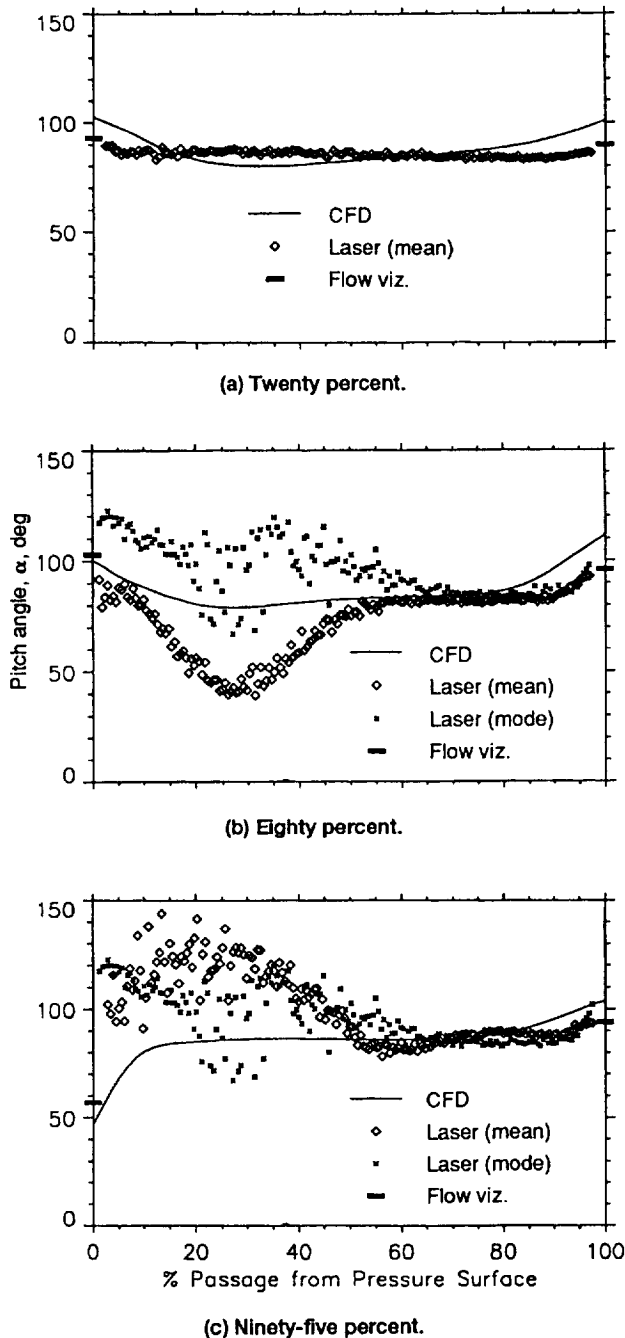 150
100
50
0
CFD
Laser (mean)
Flow viz.
(a) Twenty percent.
Pitch angle, α, deg
150
100
50
0
CFD
Laser (mean)
Laser (mode)
Flow viz.
(b) Eighty percent.
150
100
50
0
CFD
Laser (mean)
Laser (mode)
Flow viz.
0 20 40 60 80 100
% Passage from Pressure Surface
(c) Ninety-five percent.